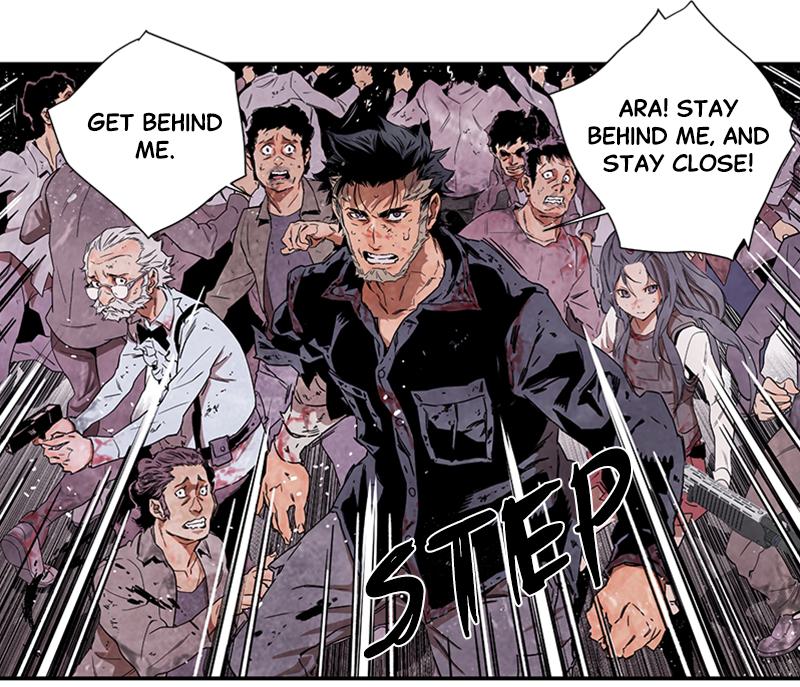 GET BEHIND
ME.
ARA! STAY
BEHIND ME, AND
STAY CLOSE!
STEP